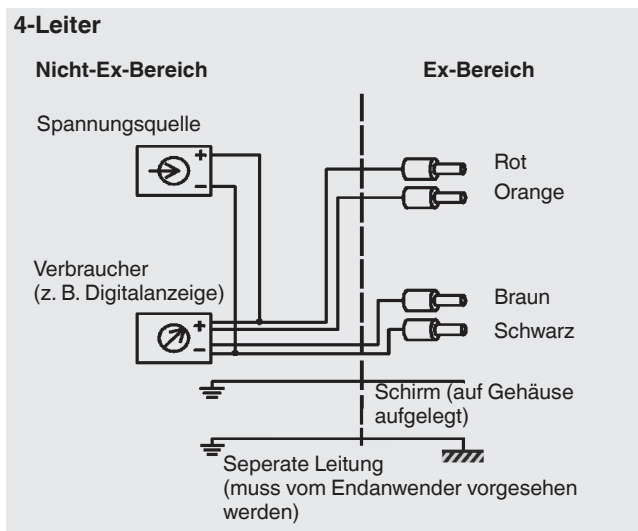 4-Leiter
Nicht-Ex-Bereich
Ex-Bereich
Spannungsquelle
+
−
Rot
Orange
Verbraucher
(z. B. Digitalanzeige)
+
−
Braun
Schwarz
Schirm (auf Gehäuse
aufgelegt)
Seperate Leitung
(muss vom Endanwender vorgesehen
werden)